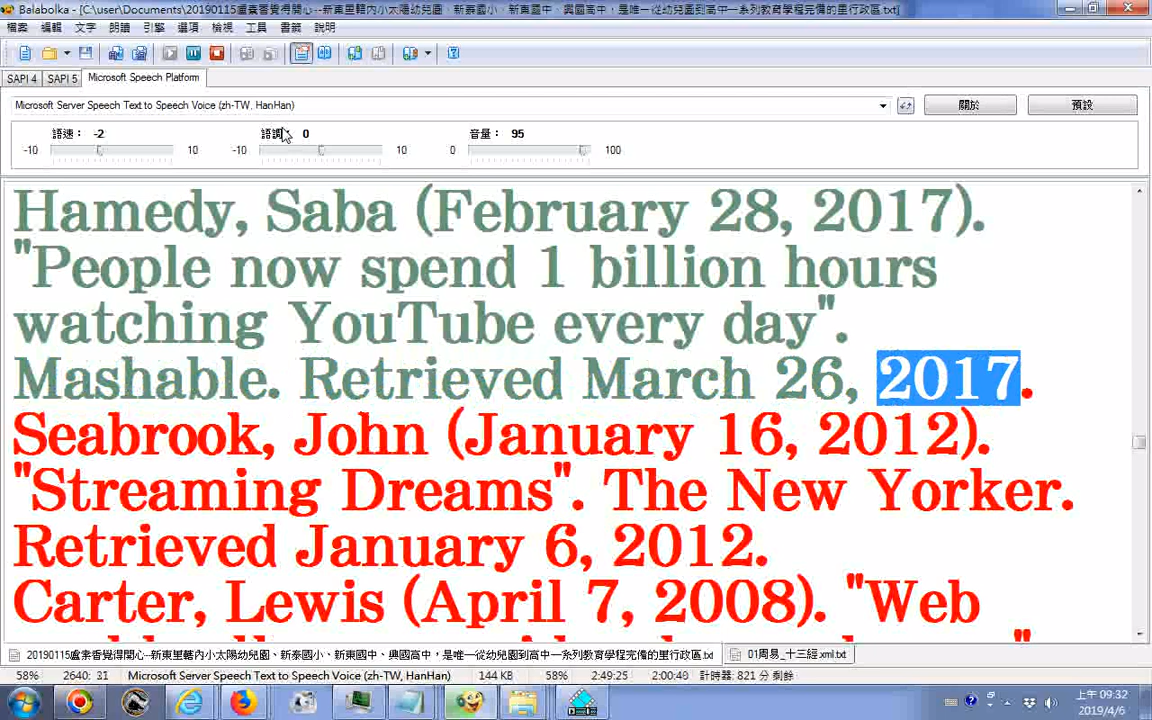 Balabolka - [C:\user\Documents\20190115盧素香覺得開心--新東里轄內小太陽幼兒園、新泰國小、新東國中、興國高中，是唯一從幼兒園到高中一系列教育學程完備的里行政區.txt]
檔案 編輯 文字 朗讀 引擎 選項 檢視 工具 書籤 說明
SAPI 4 SAPI 5 Microsoft Speech Platform
Microsoft Server Speech Text to Speech Voice (zh-TW, HanHan) 關於 預設
語速： -2 語調： 0 音量： 95
-10 10 -10 10 0 100
Hamedy, Saba (February 28, 2017).
"People now spend 1 billion hours
watching YouTube every day".
Mashable. Retrieved March 26, 2017.
Seabrook, John (January 16, 2012).
"Streaming Dreams". The New Yorker.
Retrieved January 6, 2012.
Carter, Lewis (April 7, 2008). "Web
20190115盧素香覺得開心--新東里轄內小太陽幼兒園、新泰國小、新東國中、興國高中，是唯一從幼兒園到高中一系列教育學程完備的里行政區.txt 01周易_十三經.xml.txt
58% 2640: 31 Microsoft Server Speech Text to Speech Voice (zh-TW, HanHan) 144 KB 58% 2:49:25 2:00:49 計時器: 821 分 剩餘
上午 09:32
2019/4/6